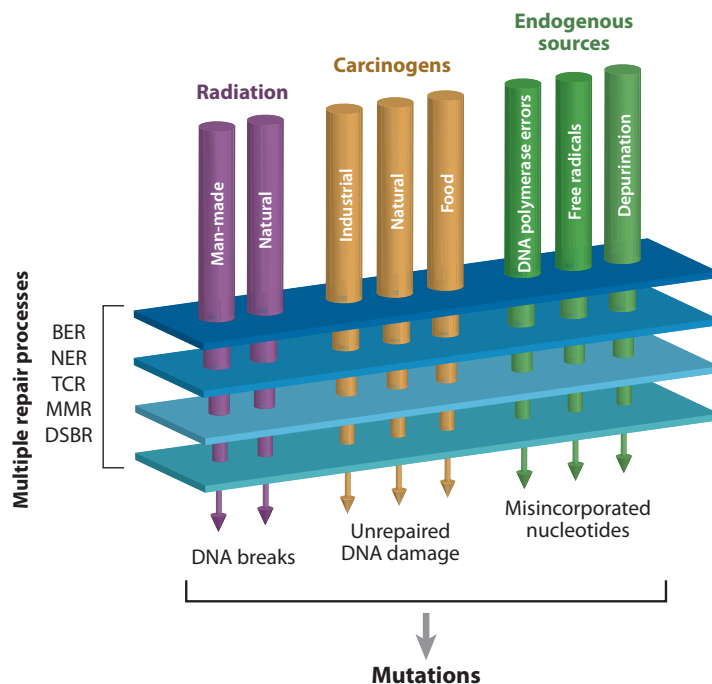 Endogenous
sources
Carcinogens
Radiation
Man-made
Natural
Industrial
Natural
Food
DNA polymerase errors
Free radicals
Depurination
Multiple repair processes
BER
NER
TCR
MMR
DSBR
DNA breaks
Unrepaired
DNA damage
Misincorporated
nucleotides
Mutations